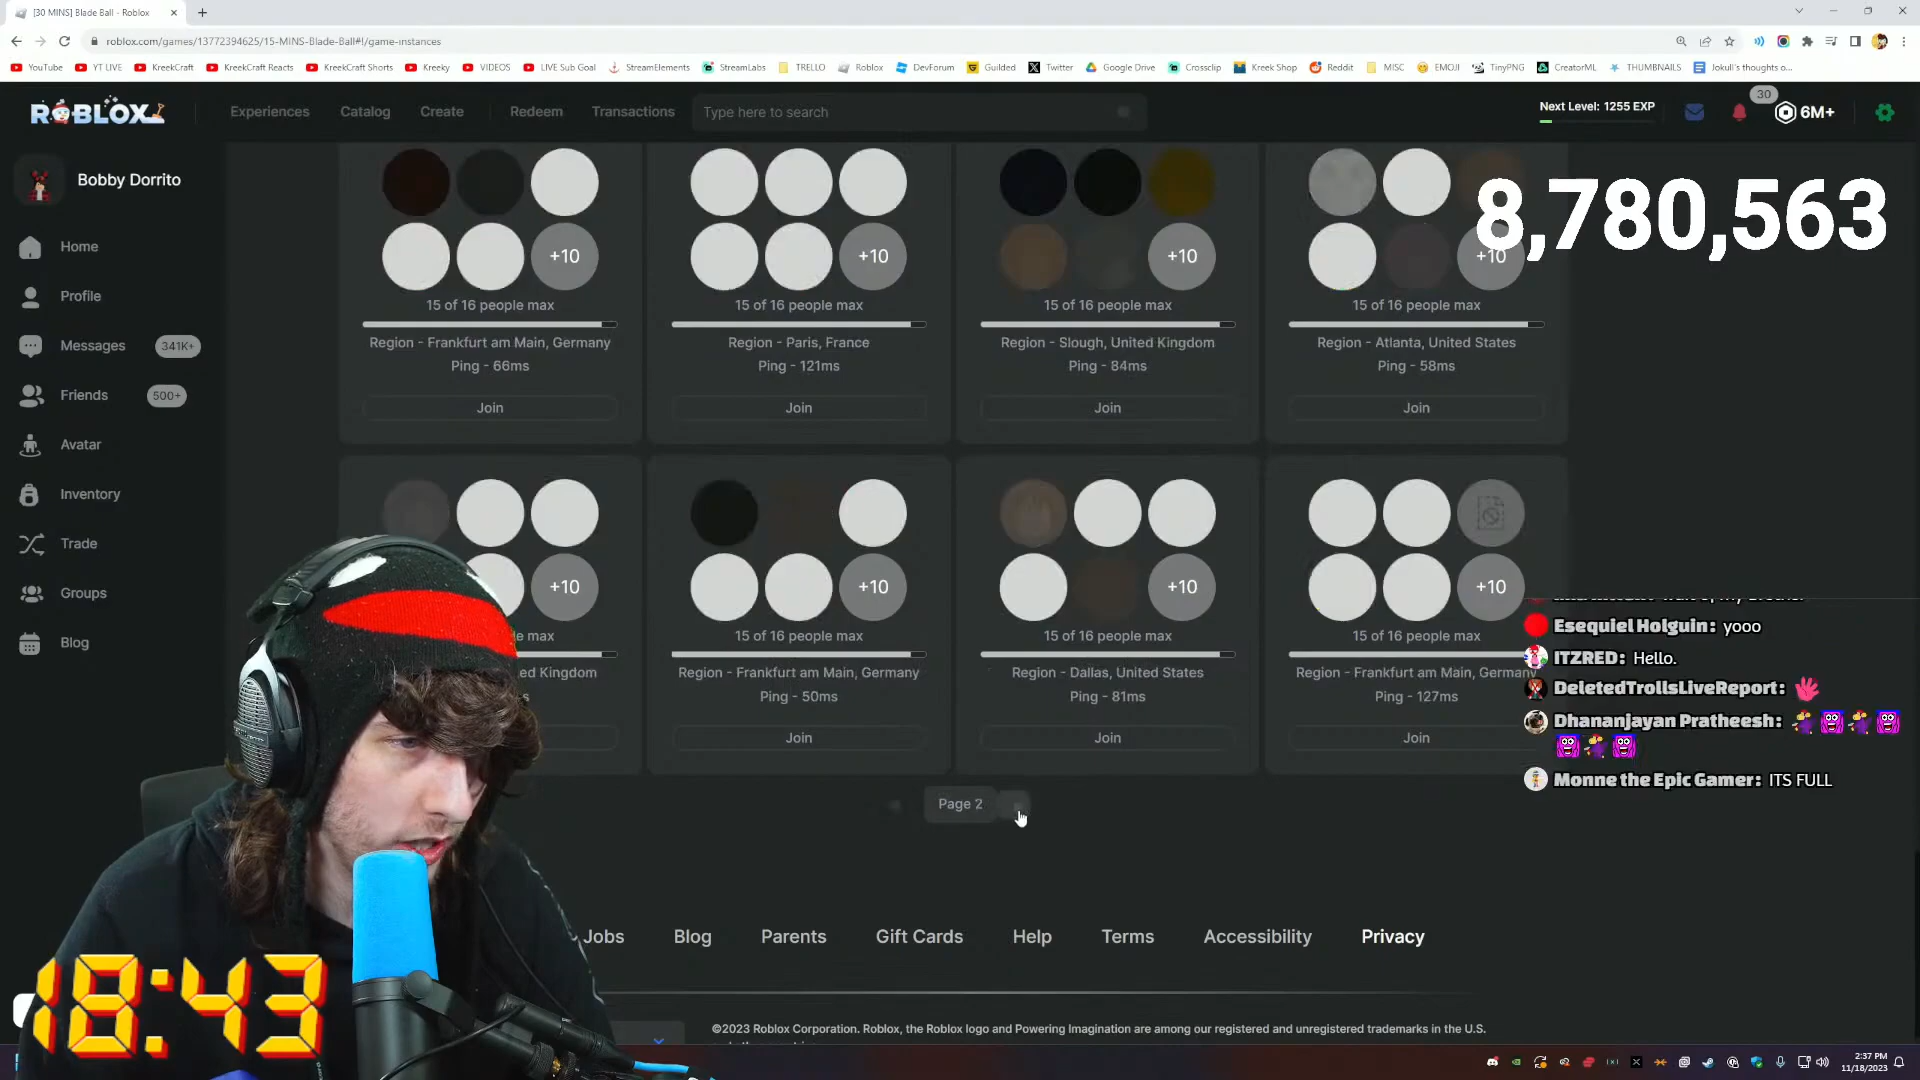 [30 MINS] Blade Ball - Roblox
roblox.com/games/13772394625/15-MINS-Blade-Ball#!/game-instances
YouTube YT LIVE KreekCraft KreekCraft Reacts KreekCraft Shorts Kreeky VIDEOS LIVE Sub Goal StreamElements StreamLabs TRELLO Roblox DevForum Guilded Twitter Google Drive Crossclip Kreek Shop Reddit MISC EMOJI TinyPNG CreatorML THUMBNAILS Jokull's thoughts o...
ROBLOX Experiences Catalog Create Redeem Transactions Type here to search Next Level: 1255 EXP 30 6M+
Bobby Dorrito
Home
Profile
Messages 341K+
Friends 500+
Avatar
Inventory
Trade
Groups
Blog
8,780,563
+10 +10 +10 +10
15 of 16 people max 15 of 16 people max 15 of 16 people max 15 of 16 people max
Region - Frankfurt am Main, Germany Region - Paris, France Region - Slough, United Kingdom Region - Atlanta, United States
Ping - 66ms Ping - 121ms Ping - 84ms Ping - 58ms
Join Join Join Join
+10 +10 +10 +10
max 15 of 16 people max 15 of 16 people max 15 of 16 people max
Kingdom Region - Frankfurt am Main, Germany Region - Dallas, United States Region - Frankfurt am Main, Germany
Ping - 50ms Ping - 81ms Ping - 127ms
Join Join Join
Esequiel Holguin: yooo
ITZRED: Hello.
DeletedTrollsLiveReport:
Dhananjayan Pratheesh:
Monne the Epic Gamer: ITS FULL
Page 2
Jobs Blog Parents Gift Cards Help Terms Accessibility Privacy
©2023 Roblox Corporation. Roblox, the Roblox logo and Powering Imagination are among our registered and unregistered trademarks in the U.S.
18:43
2:37 PM
11/18/2023